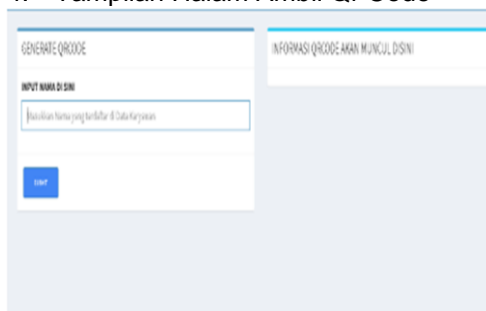 Tampilan Halam Ambil QR Code
GENERATE QRCODE
INPUT NAMA DI SINI
Masukkan Nama yang terdaftar di Data Karyawan
SUBMIT
INFORMASI QRCODE AKAN MUNCUL DISINI